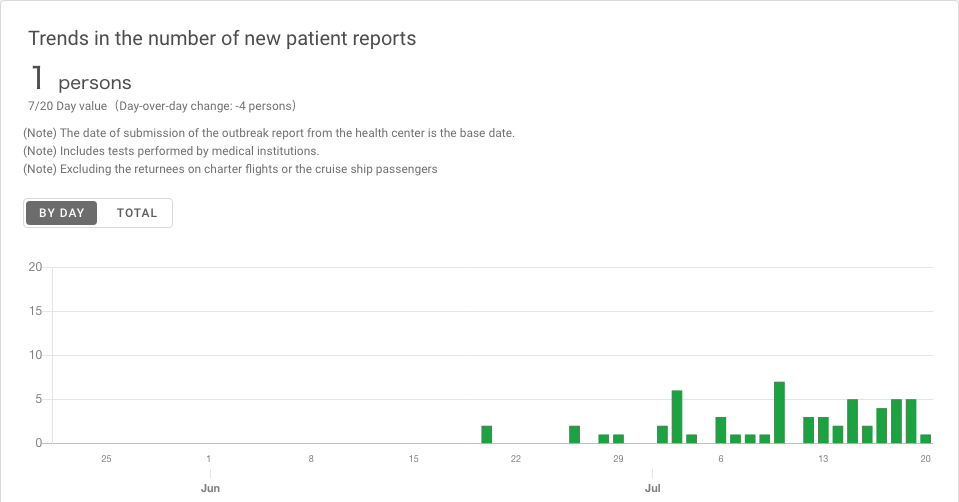 Trends in the number of new patient reports
1 persons
7/20 Day value （Day-over-day change: -4 persons）
(Note) The date of submission of the outbreak report from the health center is the base date.
(Note) Includes tests performed by medical institutions.
(Note) Excluding the returnees on charter flights or the cruise ship passengers
BY DAY TOTAL
20
15
10
5
0
25 1 8 15 22 29 6 13 20
Jun Jul